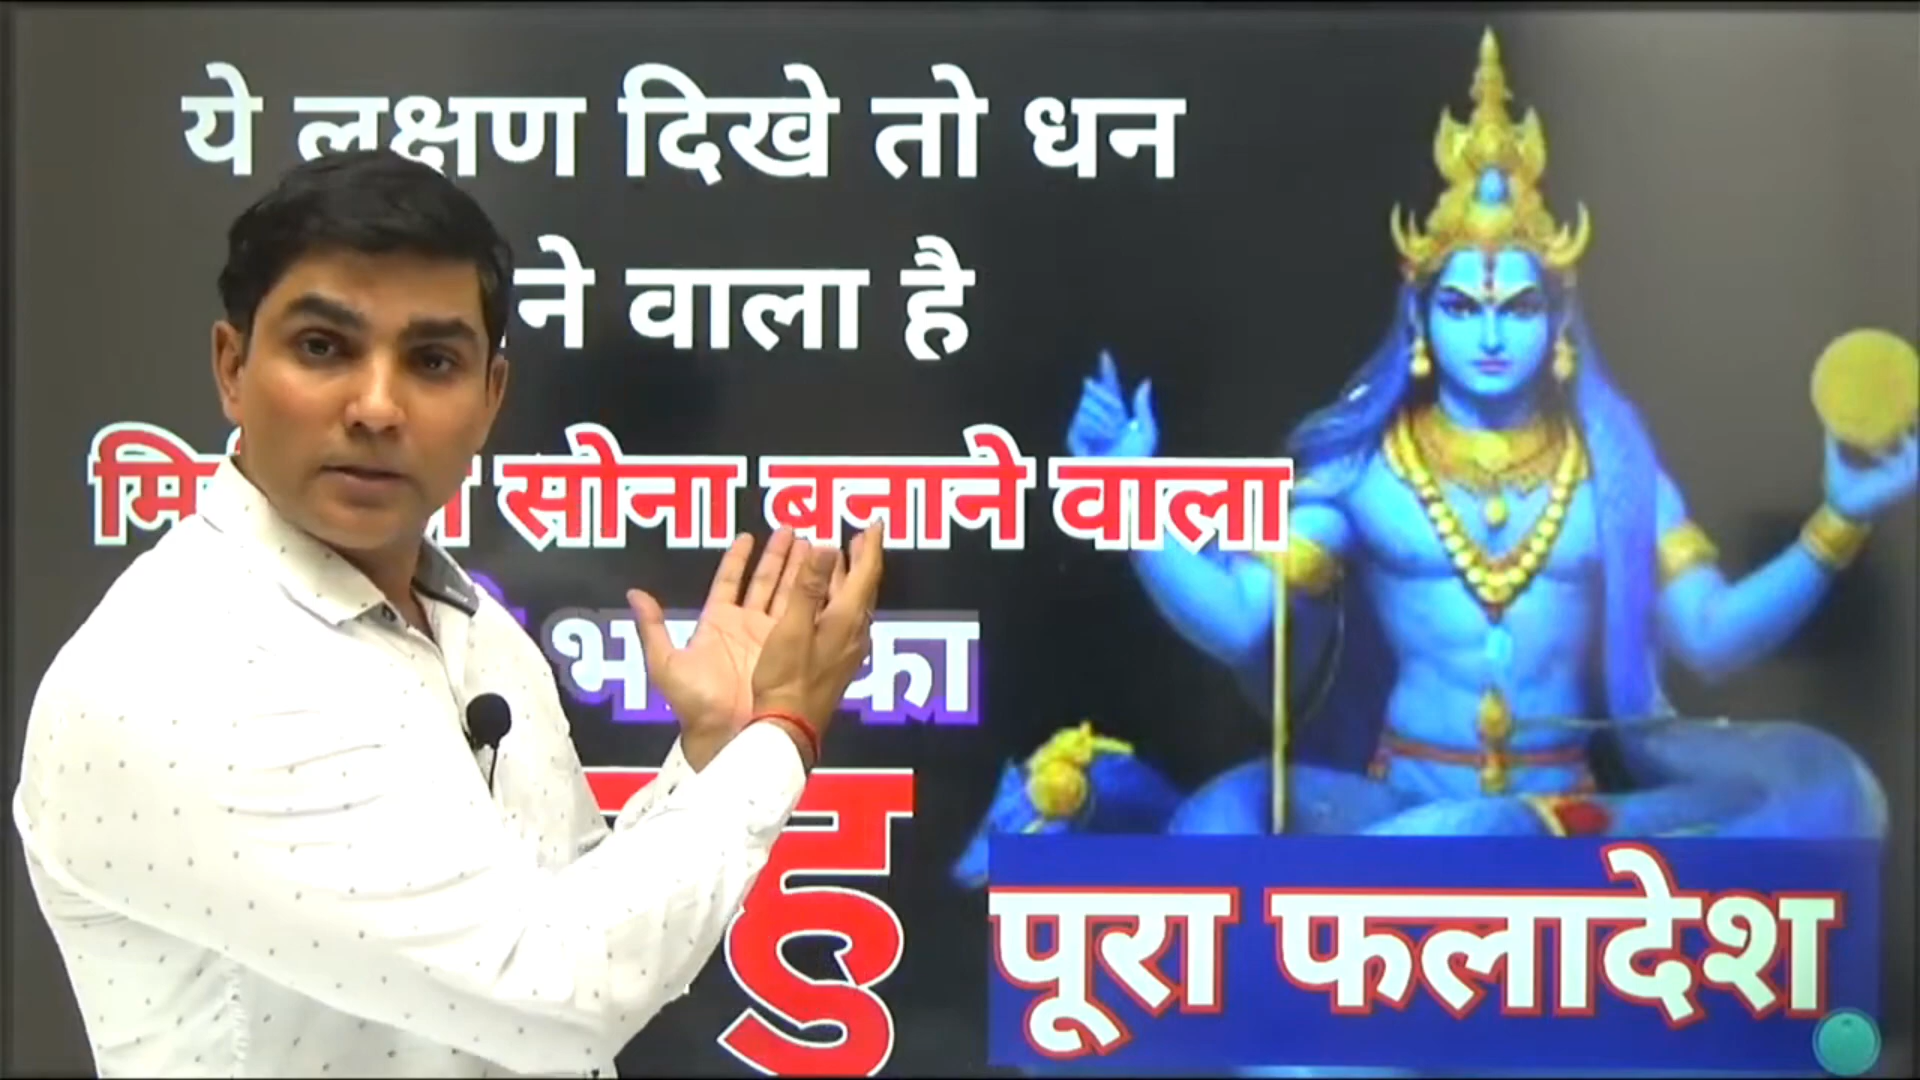 ये लक्षण दिखे तो धन
वाला है
सोना बनाने वाला
का
पूरा फलादेश